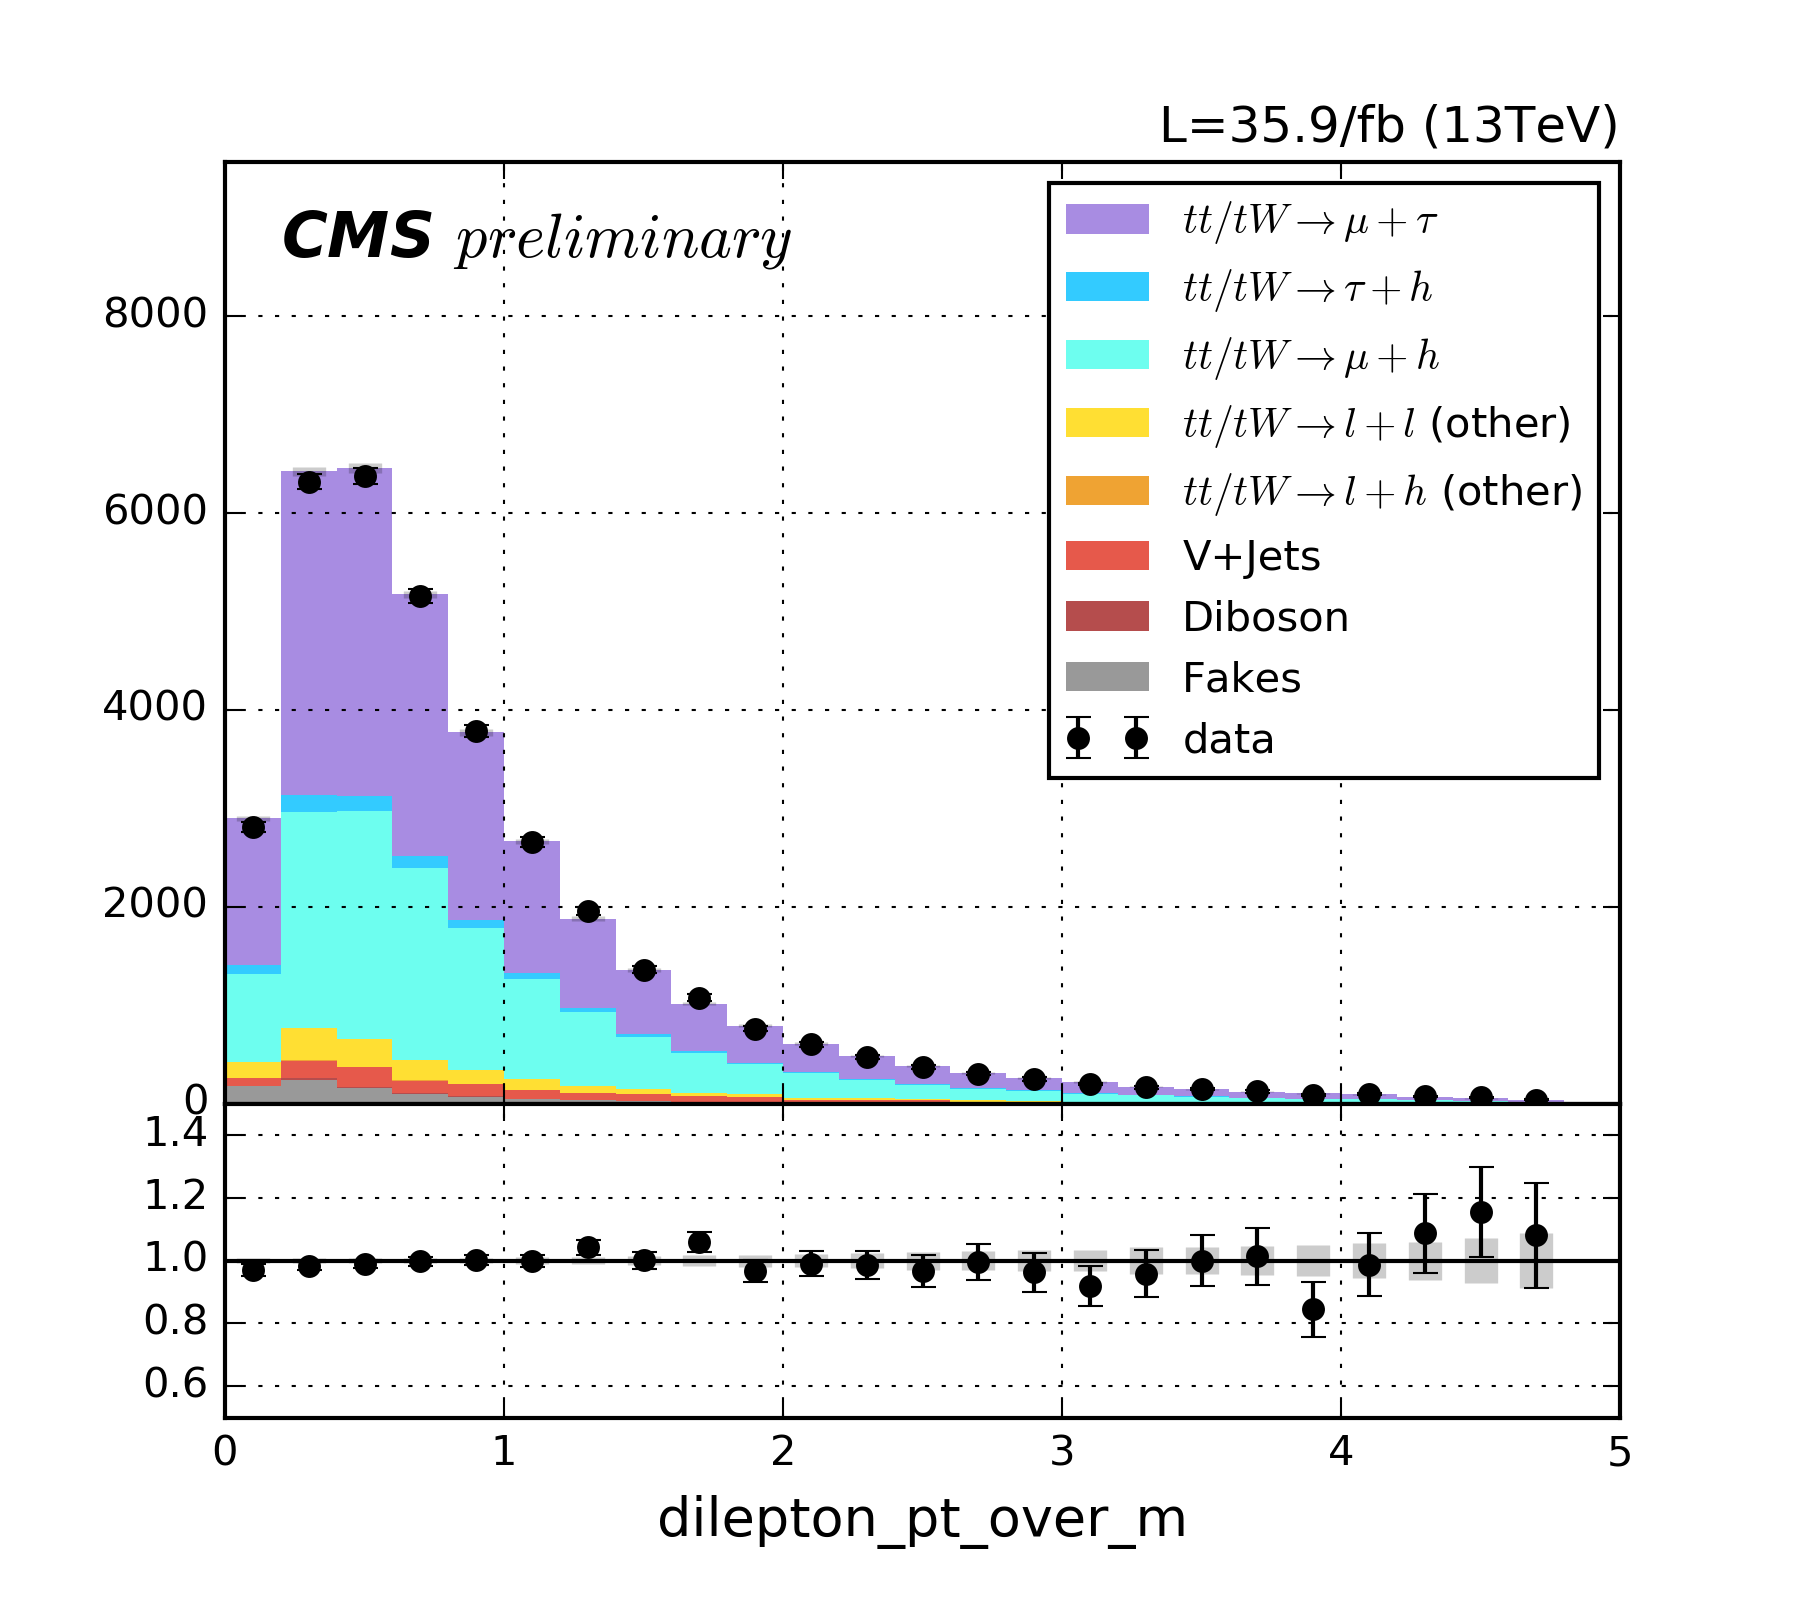 L=35.9/fb (13TeV)
CMS preliminary
tt/tW → μ + τ
tt/tW → τ + h
tt/tW → μ + h
tt/tW → l + l (other)
tt/tW → l + h (other)
V+Jets
Diboson
Fakes
data
8000
6000
4000
2000
0
1.4
1.2
1.0
0.8
0.6
0 1 2 3 4 5
dilepton_pt_over_m